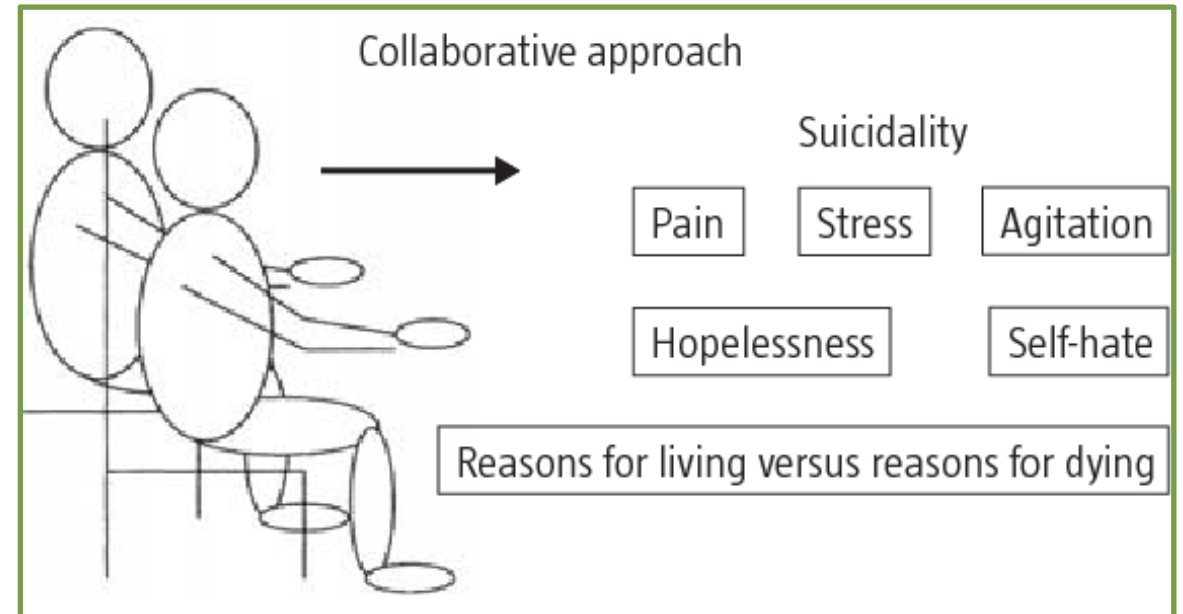 Collaborative approach
Suicidality
Pain Stress Agitation
Hopelessness Self-hate
Reasons for living versus reasons for dying